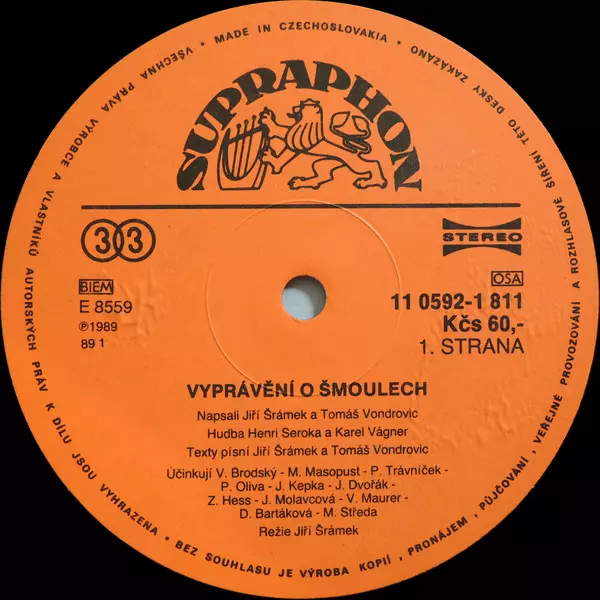 • MADE IN CZECHOSLOVAKIA •
VŠECHNA PRÁVA VÝROBCE A VLASTNÍKŮ AUTORSKÝCH PRÁV K DÍLU JSOU VYHRAZENA •
BEZ SOUHLASU JE VÝROBA KOPIÍ , PRONÁJEM , PŮJČOVÁNÍ , VEŘEJNÉ PROVOZOVÁNÍ A ROZHLASOVÉ ŠÍŘENÍ TÉTO DESKY ZAKÁZÁNO
SUPRAPHON
33
STEREO
BIEM
E 8559
℗1989
89 1
OSA
11 0592-1 811
Kčs 60,-
1. STRANA
VYPRÁVĚNÍ O ŠMOULECH
Napsali Jiří Šrámek a Tomáš Vondrovic
Hudba Henri Seroka a Karel Vágner
Texty písní Jiří Šrámek a Tomáš Vondrovic
Účinkují V. Brodský - M. Masopust - P. Trávníček -
P. Oliva - J. Kepka - J. Dvořák -
Z. Hess - J. Molavcová - V. Maurer -
D. Bartáková - M. Středa
Režie Jiří Šrámek